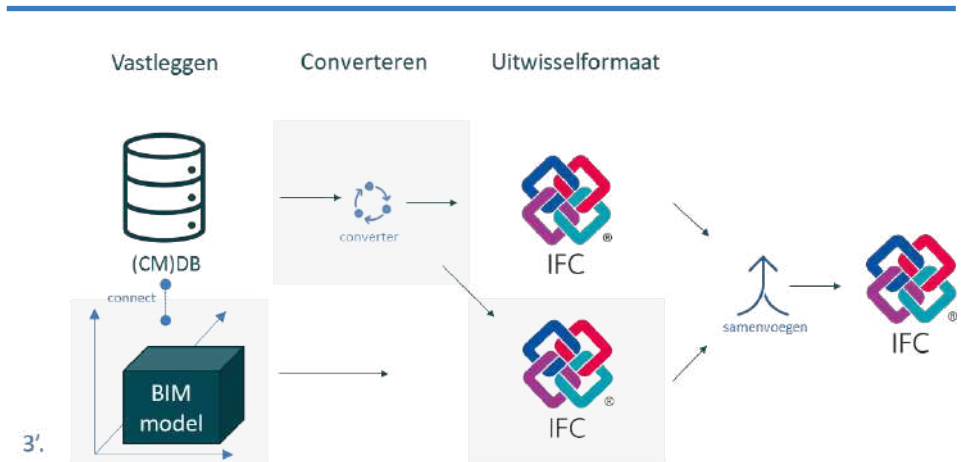 Vastleggen Converteren Uitwisselformaat
converter
(CM)DB
IFC
®
connect
samenvoegen
IFC
®
BIM
model
IFC
®
3'.